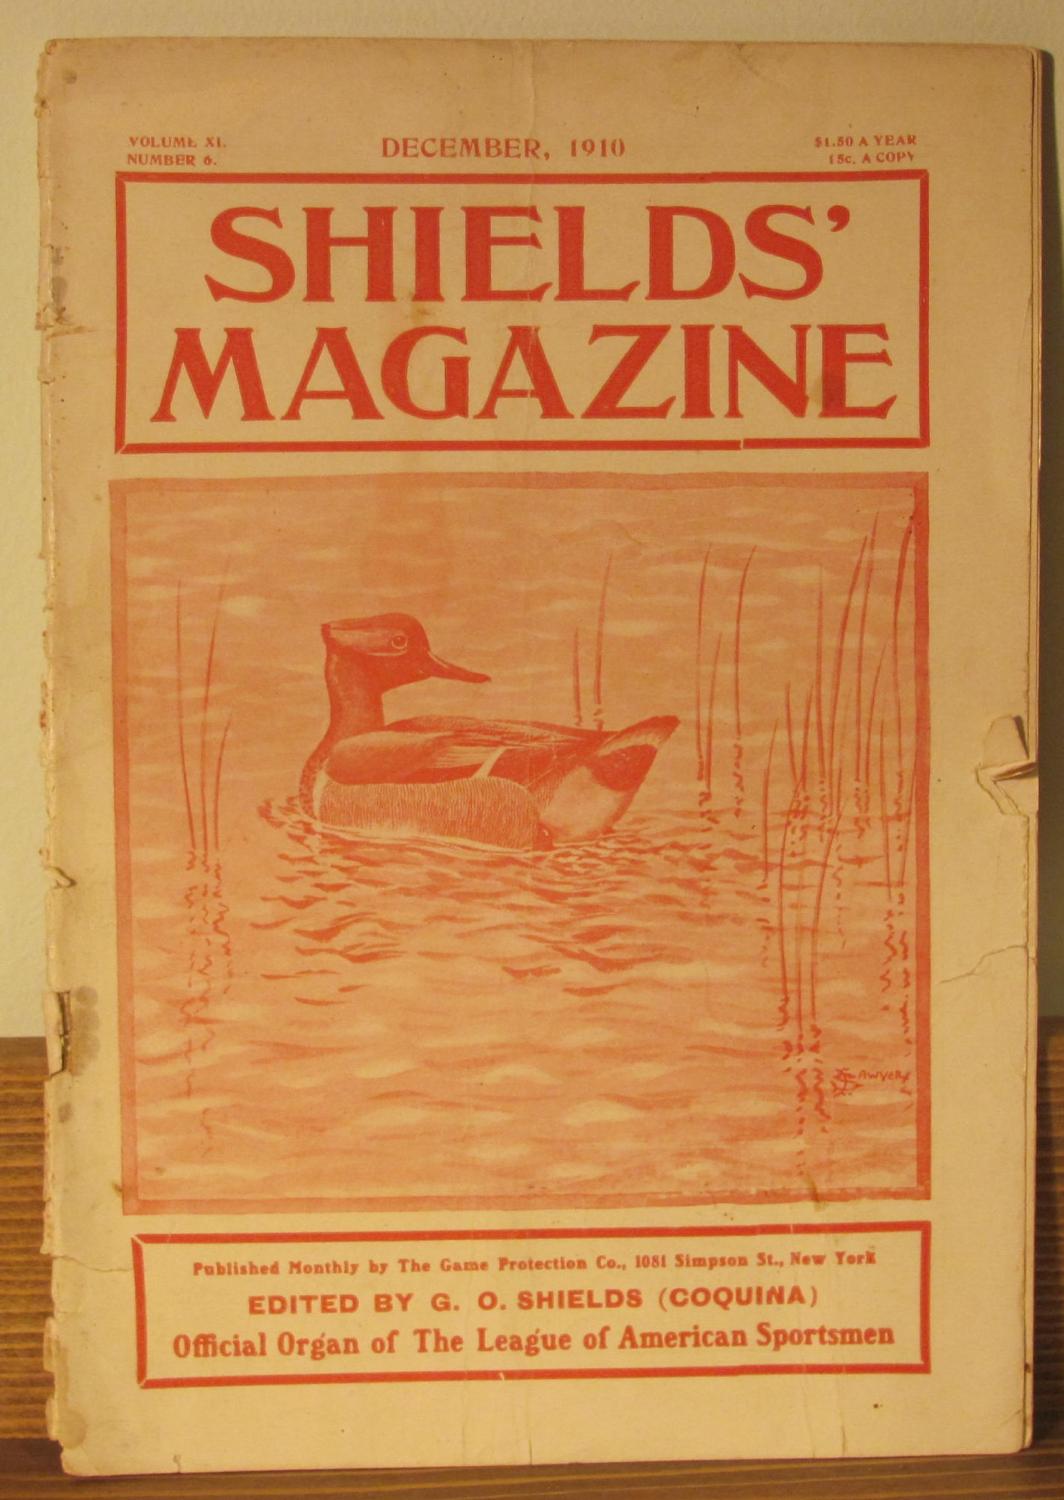 VOLUME XI.
NUMBER 6.
DECEMBER, 1910
$1.50 A YEAR
15c. A COPY
SHIELDS'
MAGAZINE
SAWYER
Published Monthly by The Game Protection Co., 1081 Simpson St., New York
EDITED BY G. O. SHIELDS (COQUINA)
Official Organ of The League of American Sportsmen